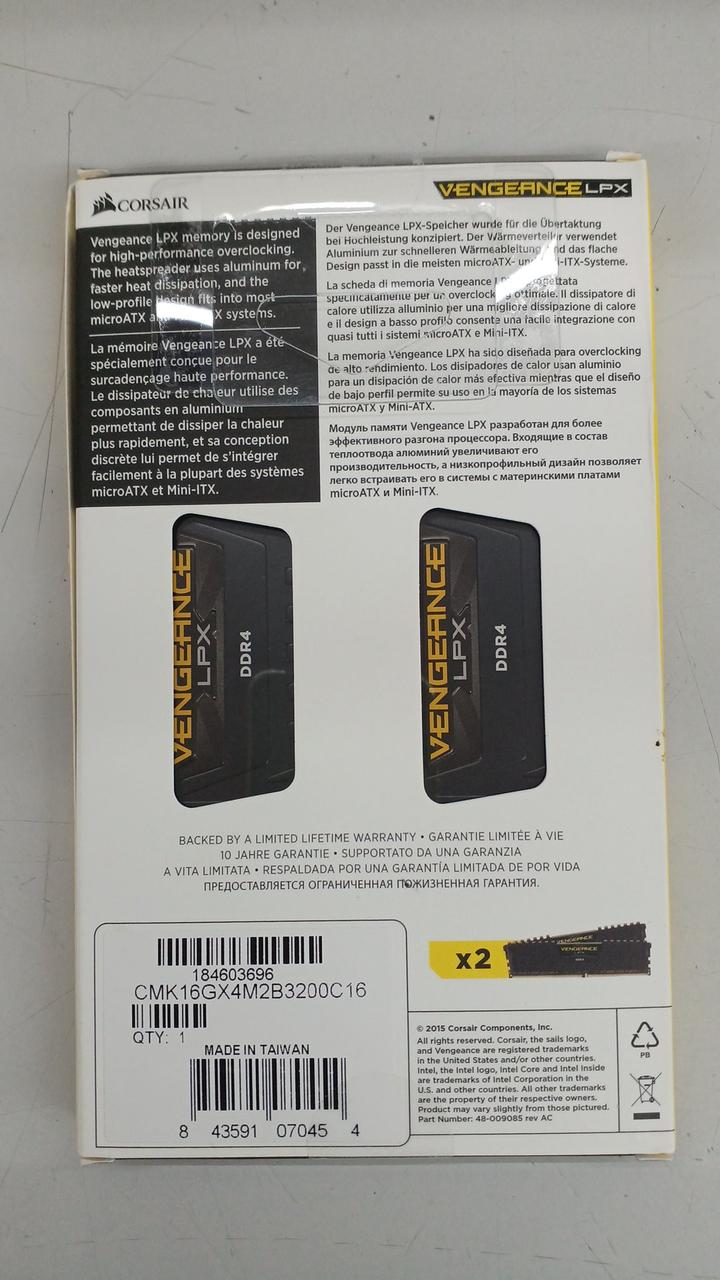 CORSAIR
VENGEANCE LPX
Vengeance LPX memory is designed
for high-performance overclocking.
The heatspreader uses aluminum for
faster heat dissipation, and the
low-profile design fits into most
microATX and X systems.
La mémoire Vengeance LPX a été
spécialement conçue pour le
surcadençage haute performance.
Le dissipateur de chaleur utilise des
composants en aluminium
permettant de dissiper la chaleur
plus rapidement, et sa conception
discrète lui permet de s'intégrer
facilement à la plupart des systèmes
microATX et Mini-ITX.
Der Vengeance LPX-Speicher wurde für die Übertaktung
bei Hochleistung konzipiert. Der Wärmeverteiler verwendet
Aluminium zur schnelleren Wärmeableitung und das flache
Design passt in die meisten microATX- und -ITX-Systeme.
La scheda di memoria Vengeance progettata
specificatamente per un overclocking ottimale. Il dissipatore di
calore utilizza alluminio per una migliore dissipazione di calore
e il design a basso profilo consente una facile integrazione con
quasi tutti i sistemi microATX e Mini-ITX.
La memoria Vengeance LPX ha sido diseñada para overclocking
de alto rendimiento. Los disipadores de calor usan aluminio
para un disipación de calor más efectiva mientras que el diseño
de bajo perfil permite su uso en la mayoría de los sistemas
microATX y Mini-ATX.
Модуль памяти Vengeance LPX разработан для более
эффективного разгона процессора. Входящие в состав
теплоотвода алюминий увеличивают его
производительность, а низкопрофильный дизайн позволяет
легко встраивать его в системы с материнскими платами
microATX и Mini-ITX.
VENGEANCE
LPX
DDR4
VENGEANCE
LPX
DDR4
BACKED BY A LIMITED LIFETIME WARRANTY • GARANTIE LIMITÉE À VIE
10 JAHRE GARANTIE • SUPPORTATO DA UNA GARANZIA
A VITA LIMITATA • RESPALDADA POR UNA GARANTÍA LIMITADA DE POR VIDA
ПРЕДОСТАВЛЯЕТСЯ ОГРАНИЧЕННАЯ ПОЖИЗНЕННАЯ ГАРАНТИЯ.
184603696
CMK16GX4M2B3200C16
QTY: 1
MADE IN TAIWAN
8 43591 07045 4
x2
VENGEANCE
VENGEANCE
DDR4
© 2015 Corsair Components, Inc.
All rights reserved. Corsair, the sails logo,
and Vengeance are registered trademarks
in the United States and/or other countries.
Intel, the Intel logo, Intel Core and Intel Inside
are trademarks of Intel Corporation in the
U.S. and other countries. All other trademarks
are the property of their respective owners.
Product may vary slightly from those pictured.
Part Number: 48-009085 rev AC
PB